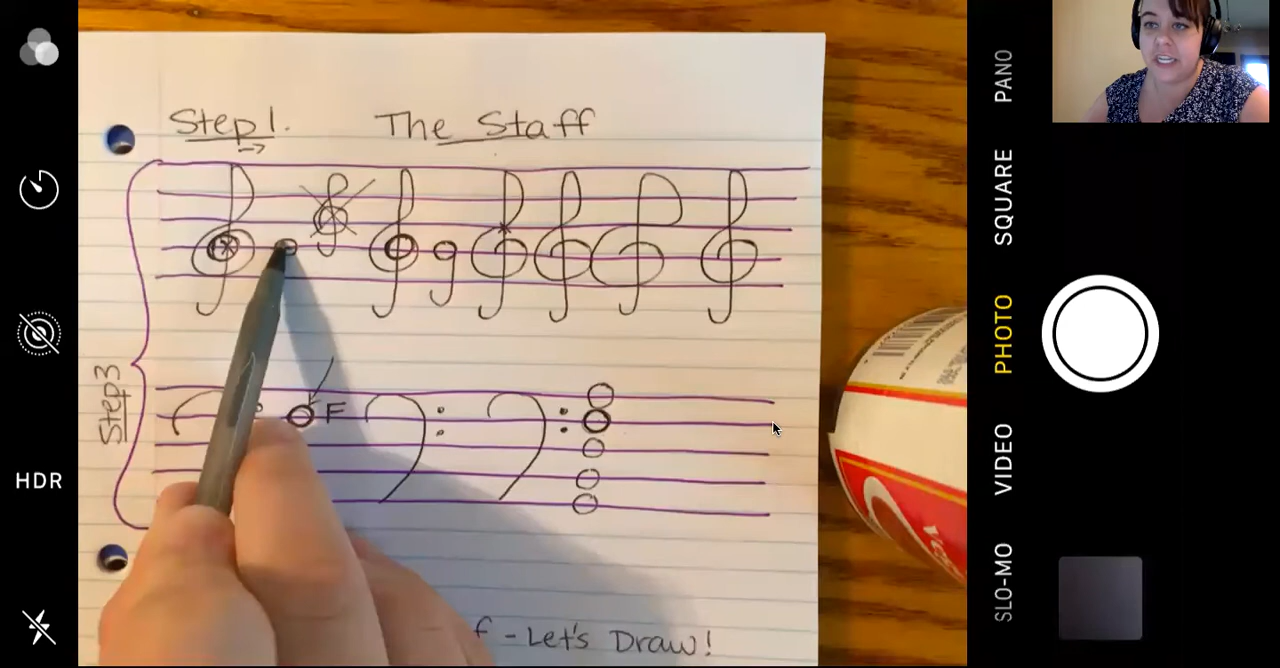 Step 1. The Staff
Step 3
F
f - Let's Draw!
HDR
PANO
SQUARE
PHOTO
VIDEO
SLO-MO